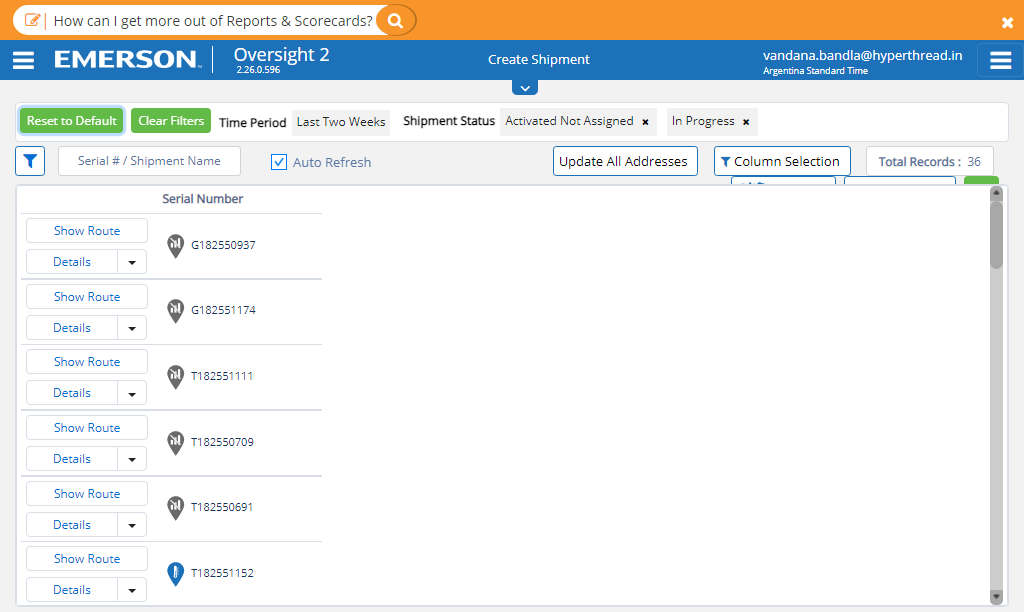 How can I get more out of Reports & Scorecards?
EMERSON
Oversight 2
2.26.0.596
Create Shipment
vandana.bandla@hyperthread.in
Argentina Standard Time
Reset to Default
Clear Filters
Time Period
Last Two Weeks
Shipment Status
Activated Not Assigned ×
In Progress ×
Serial # / Shipment Name
Auto Refresh
Update All Addresses
Column Selection
Total Records : 36
Serial Number
Show Route
Details
G182550937
Show Route
Details
G182551174
Show Route
Details
T182551111
Show Route
Details
T182550709
Show Route
Details
T182550691
Show Route
Details
T182551152